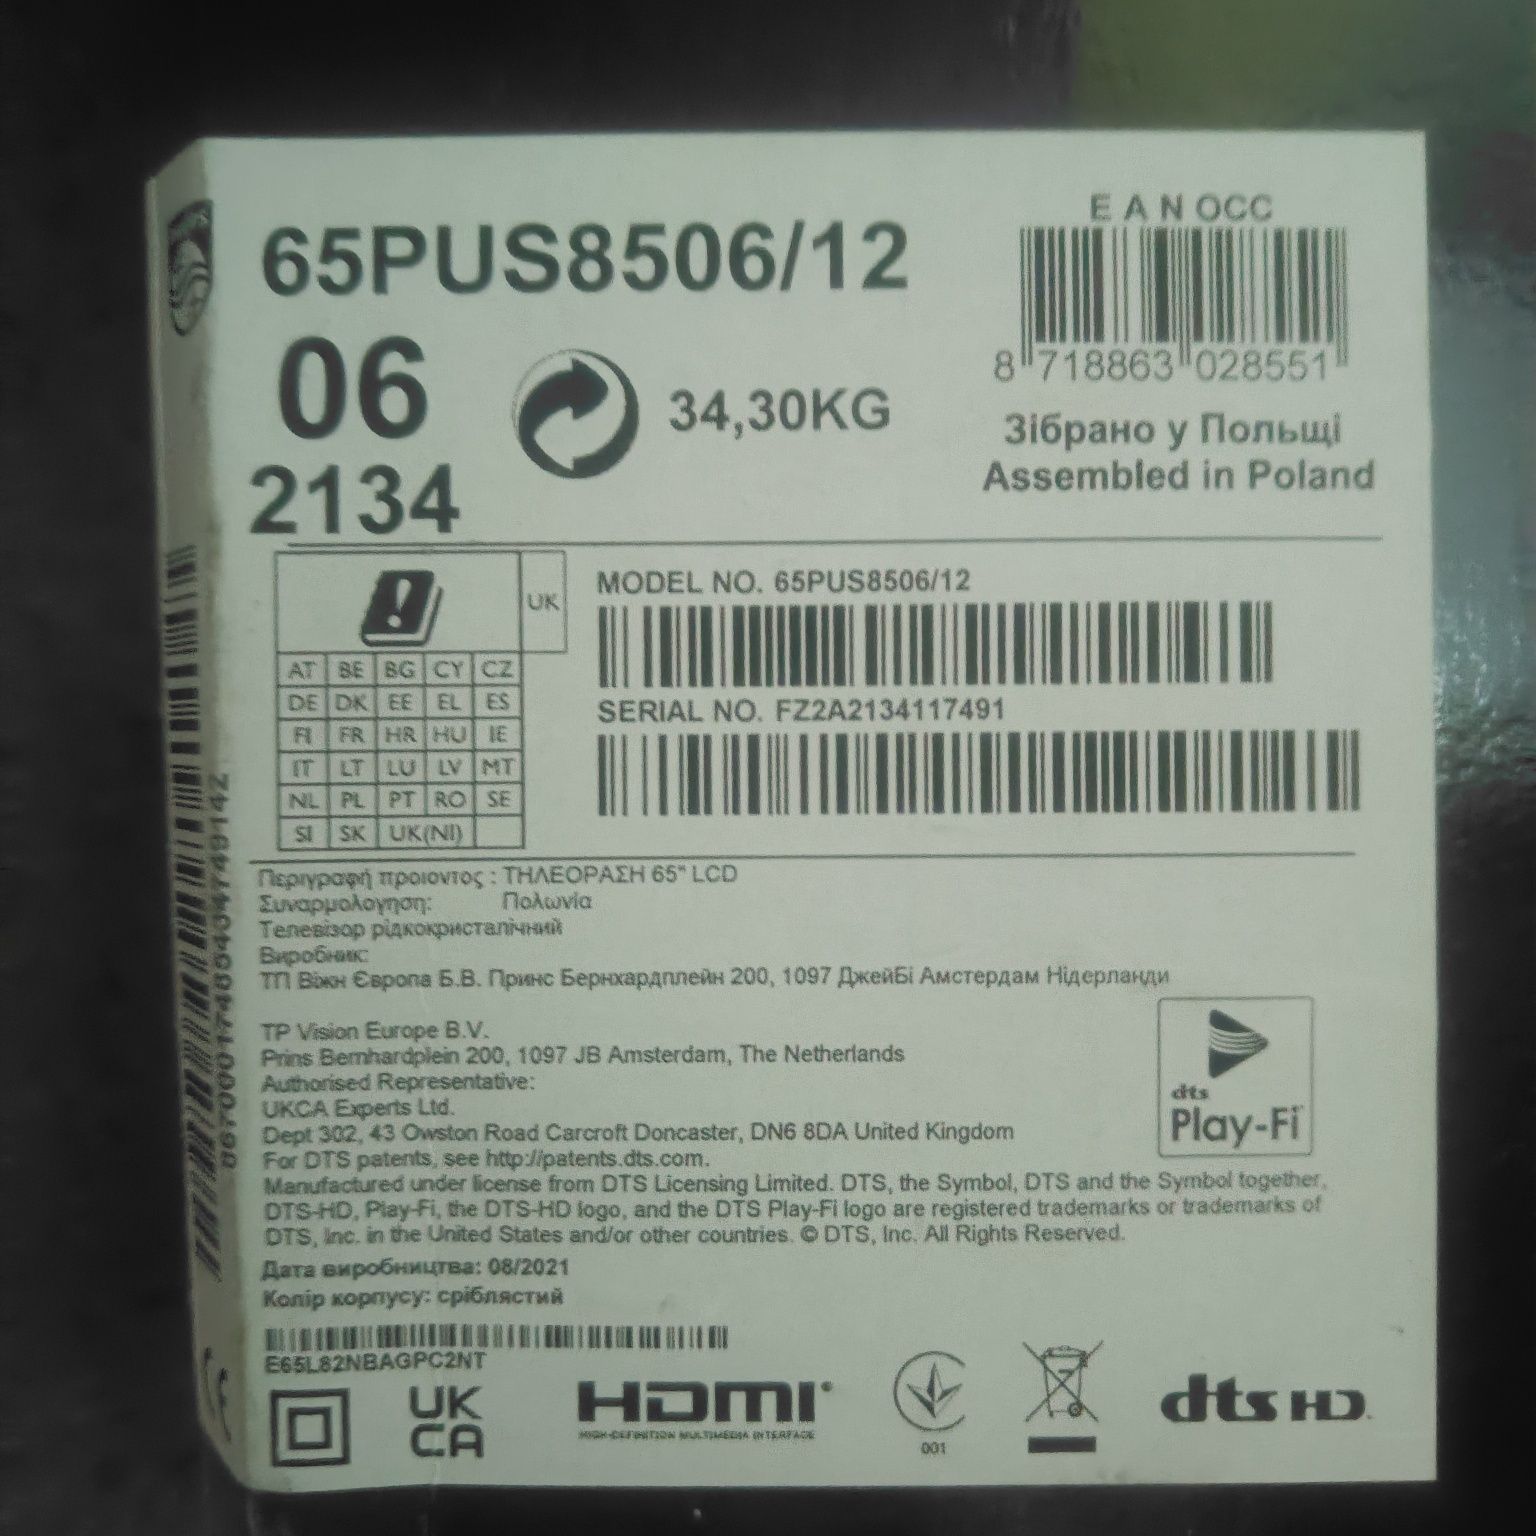 65PUS8506/12
06
2134
34,30KG
E A N OCC
8 718863 028551
Зібрано у Польщі
Assembled in Poland
UK
AT BE BG CY CZ
DE DK EE EL ES
FI FR HR HU IE
IT LT LU LV MT
NL PL PT RO SE
SI SK UK(NI)
MODEL NO. 65PUS8506/12
SERIAL NO. FZ2A2134117491
Περιγραφή προιοντος : ΤΗΛΕΟΡΑΣΗ 65" LCD
Συναρμολογηση: Πολωνία
Телевізор рідкокристалічний
Виробник:
ТП Віжн Європа Б.В. Принс Бернхардплейн 200, 1097 ДжейБі Амстердам Нідерланди
TP Vision Europe B.V.
Prins Bernhardplein 200, 1097 JB Amsterdam, The Netherlands
Authorised Representative:
UKCA Experts Ltd.
Dept 302, 43 Owston Road Carcroft Doncaster, DN6 8DA United Kingdom
For DTS patents, see http://patents.dts.com.
Manufactured under license from DTS Licensing Limited. DTS, the Symbol, DTS and the Symbol together,
DTS-HD, Play-Fi, the DTS-HD logo, and the DTS Play-Fi logo are registered trademarks or trademarks of
DTS, Inc. in the United States and/or other countries. © DTS, Inc. All Rights Reserved.
dts
Play-Fi
Дата виробництва: 08/2021
Колір корпусу: сріблястий
E65L82NBAGPC2NT
UK
CA
HDMI
HIGH-DEFINITION MULTIMEDIA INTERFACE
001
dts HD
CE